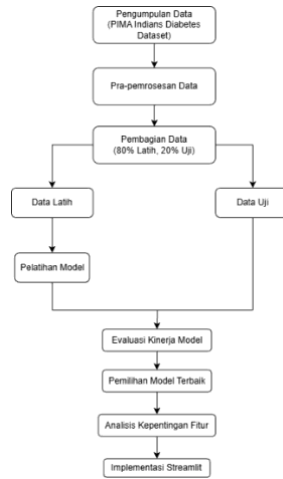 Pengumpulan Data
(PIMA Indians Diabetes
Dataset)
Pra-pemrosesan Data
Pembagian Data
(80% Latih, 20% Uji)
Data Latih
Data Uji
Pelatihan Model
Evaluasi Kinerja Model
Pemilihan Model Terbaik
Analisis Kepentingan Fitur
Implementasi Streamlit